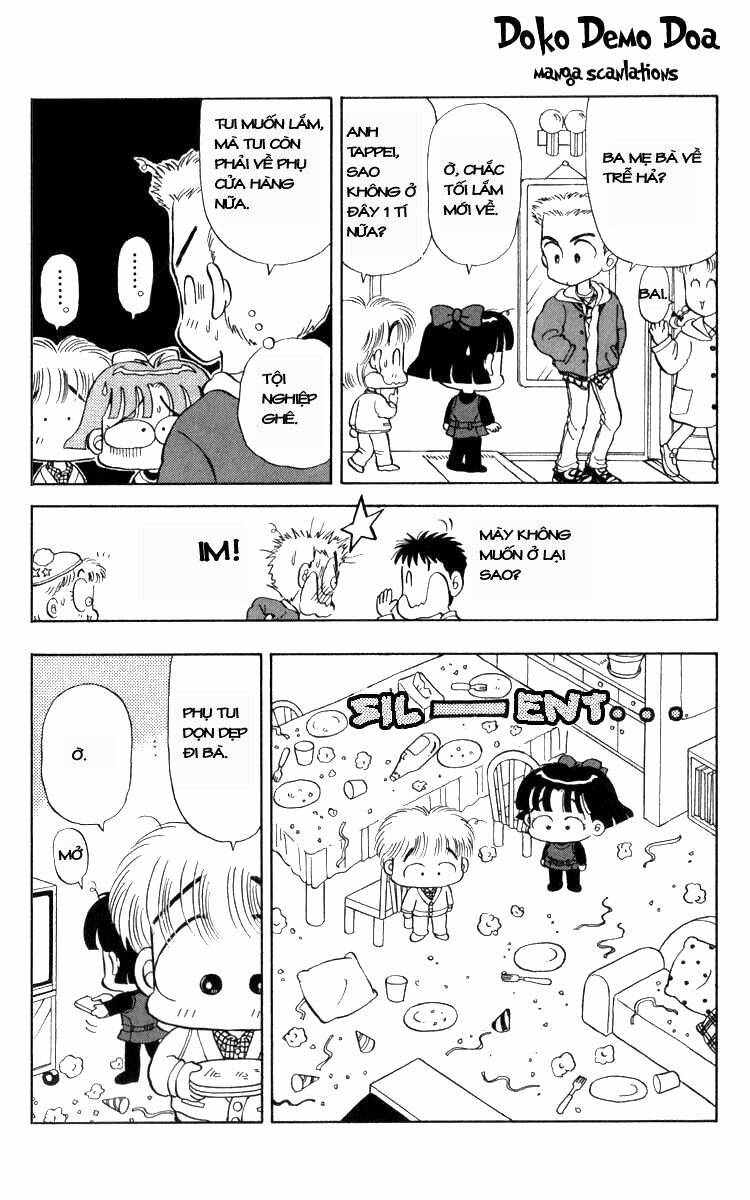 DOKO DEMO DOA
MANGA SCANLATIONS
BA MẸ BÀ VỀ
TRỄ HẢ?
BAI.
Ờ, CHẮC
TỐI LẮM
MỚI VỀ.
ANH
TAPPEI,
SAO
KHÔNG Ở
ĐÂY 1 TÍ
NỮA?
TUI MUỐN LẮM,
MÀ TUI CÒN
PHẢI VỀ PHỤ
CỬA HÀNG
NỮA.
TỘI
NGHIỆP
GHÊ.
MÀY KHÔNG
MUỐN Ở LẠI
SAO?
IM!
SIL—ENT...
PHỤ TUI
DỌN DẸP
ĐI BÀ.
Ờ.
MỞ